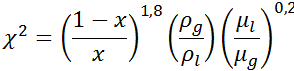 χ² = ((1 − x)/x)^1,8 (ρ_g/ρ_l) (μ_l/μ_g)^0,2